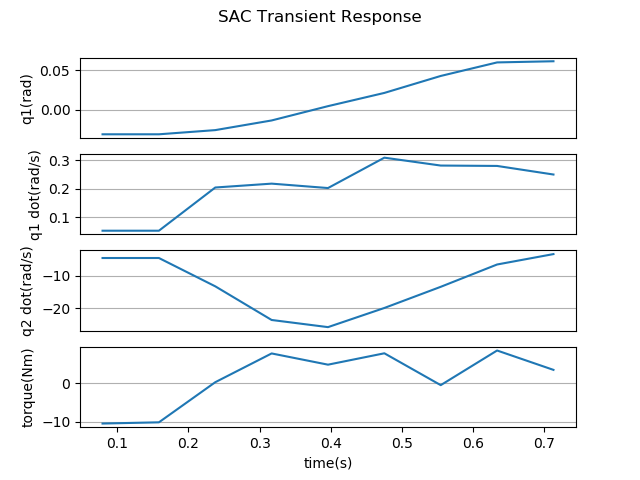 SAC Transient Response
q1(rad)
0.05
0.00
q1 dot(rad/s)
0.3
0.2
0.1
q2 dot(rad/s)
−10
−20
torque(Nm)
0
−10
0.1 0.2 0.3 0.4 0.5 0.6 0.7
time(s)